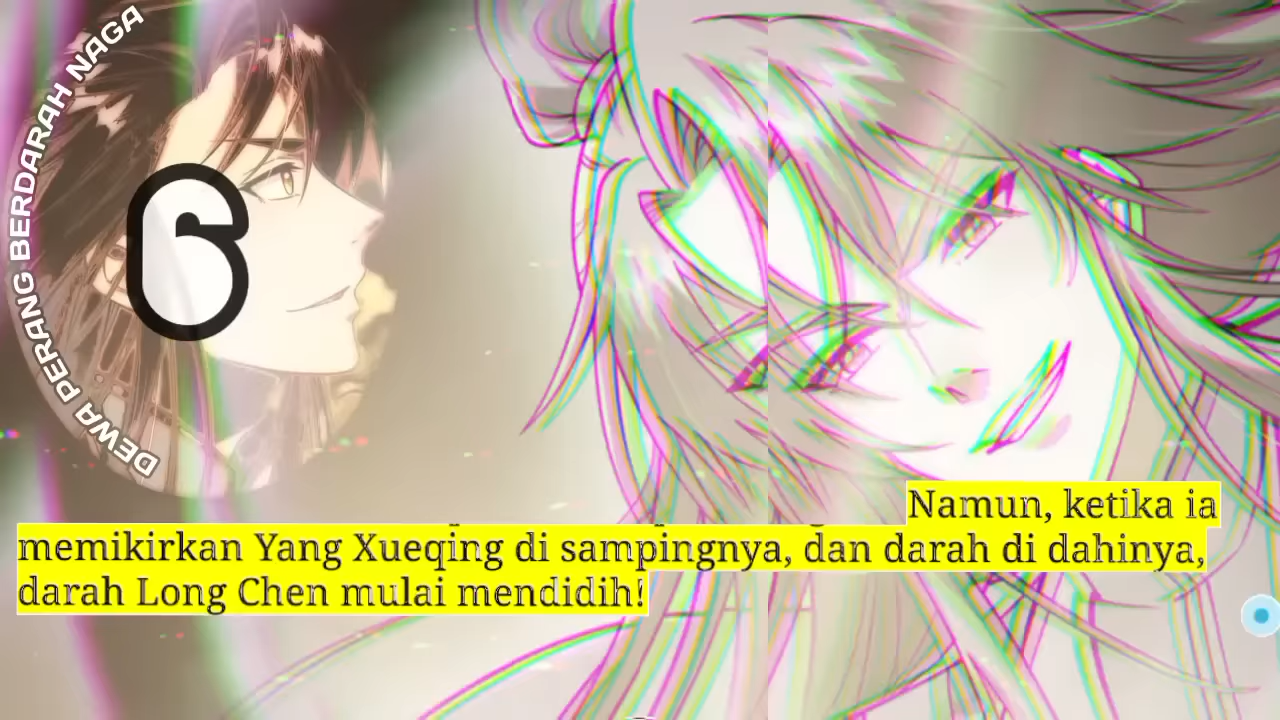 DEWA PERANG BERDARAH NAGA
6
Namun, ketika ia
memikirkan Yang Xueqing di sampingnya, dan darah di dahinya,
darah Long Chen mulai mendidih!